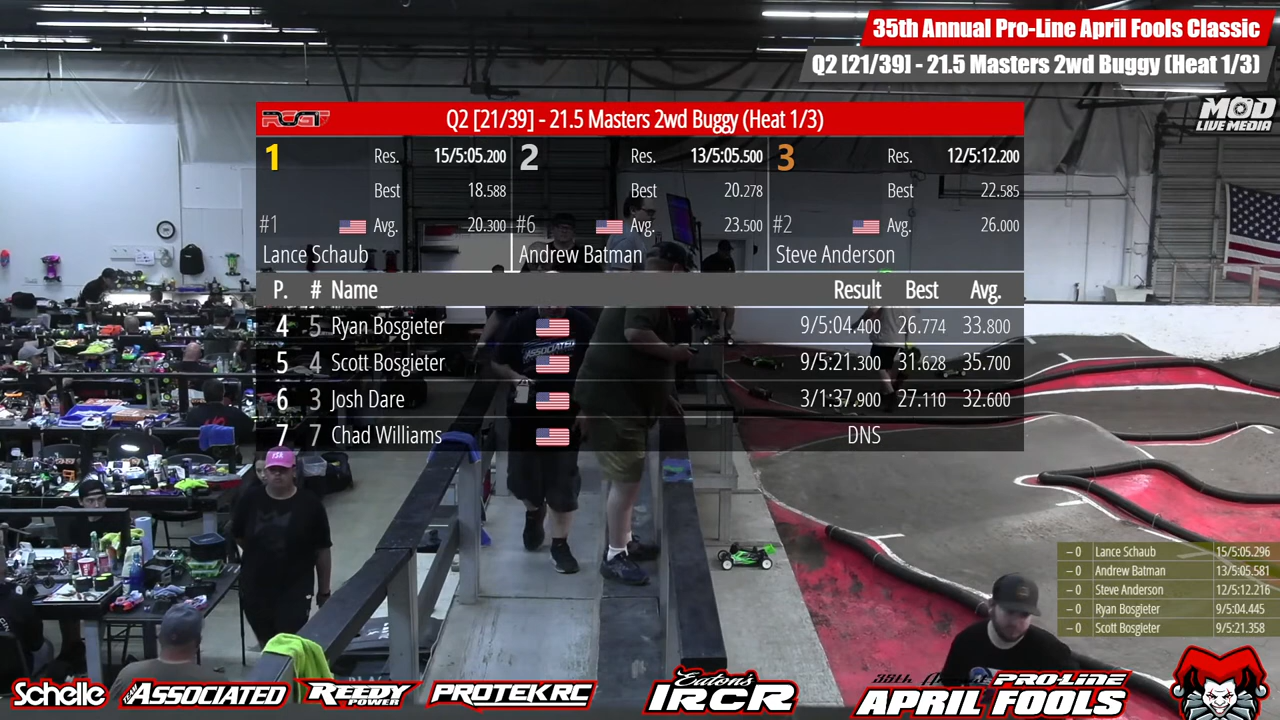 35th Annual Pro-Line April Fools Classic
Q2 [21/39] - 21.5 Masters 2wd Buggy (Heat 1/3)
MOD
LIVE MEDIA
RCGT Q2 [21/39] - 21.5 Masters 2wd Buggy (Heat 1/3)
1 Res. 15/5:05.200 2 Res. 13/5:05.500 3 Res. 12/5:12.200
Best 18.588 Best 20.278 Best 22.585
#1 Avg. 20.300 #6 Avg. 23.500 #2 Avg. 26.000
Lance Schaub Andrew Batman Steve Anderson
P. # Name Result Best Avg.
4 5 Ryan Bosgieter 9/5:04.400 26.774 33.800
5 4 Scott Bosgieter 9/5:21.300 31.628 35.700
6 3 Josh Dare 3/1:37.900 27.110 32.600
7 7 Chad Williams DNS
ASSOCIATED
– 0 Lance Schaub 15/5:05.296
– 0 Andrew Batman 13/5:05.581
– 0 Steve Anderson 12/5:12.216
– 0 Ryan Bosgieter 9/5:04.445
– 0 Scott Bosgieter 9/5:21.358
Schelle TEAM ASSOCIATED REEDY POWER PROTEK RC Eaton's IRCR 35th Annual PRO-LINE APRIL FOOLS